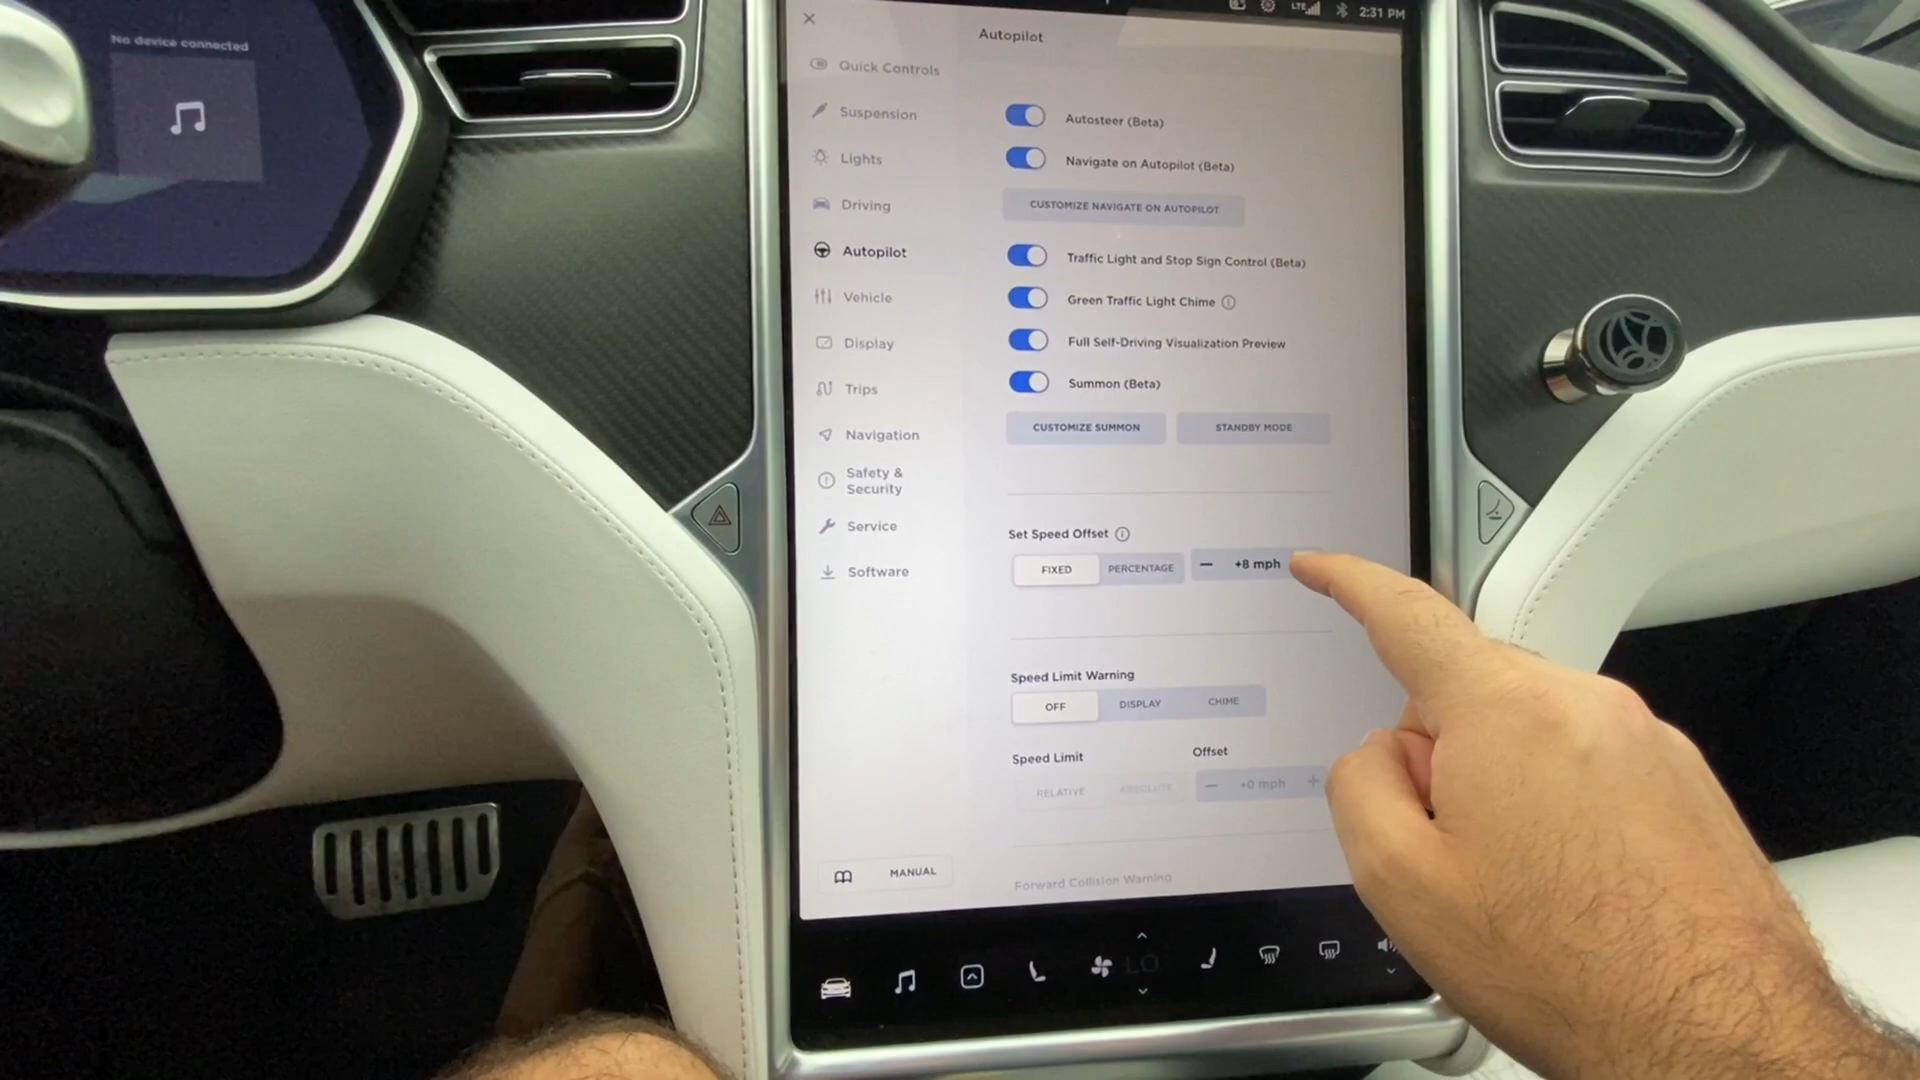 No device connected
LTE
2:31 PM
Autopilot
Quick Controls
Suspension
Lights
Driving
Autopilot
Vehicle
Display
Trips
Navigation
Safety &
Security
Service
Software
MANUAL
Autosteer (Beta)
Navigate on Autopilot (Beta)
CUSTOMIZE NAVIGATE ON AUTOPILOT
Traffic Light and Stop Sign Control (Beta)
Green Traffic Light Chime
Full Self-Driving Visualization Preview
Summon (Beta)
CUSTOMIZE SUMMON STANDBY MODE
Set Speed Offset
FIXED PERCENTAGE − +8 mph
Speed Limit Warning
OFF DISPLAY CHIME
Speed Limit Offset
RELATIVE ABSOLUTE − +0 mph +
Forward Collision Warning
LO